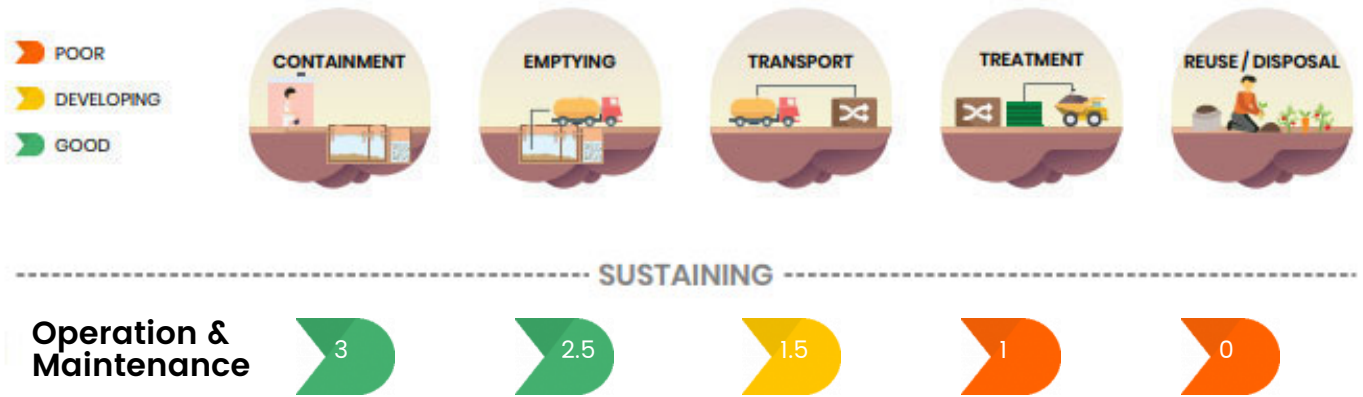 POOR
DEVELOPING
GOOD
CONTAINMENT
EMPTYING
TRANSPORT
TREATMENT
REUSE / DISPOSAL
SUSTAINING
Operation &
Maintenance
3
2.5
1.5
1
0